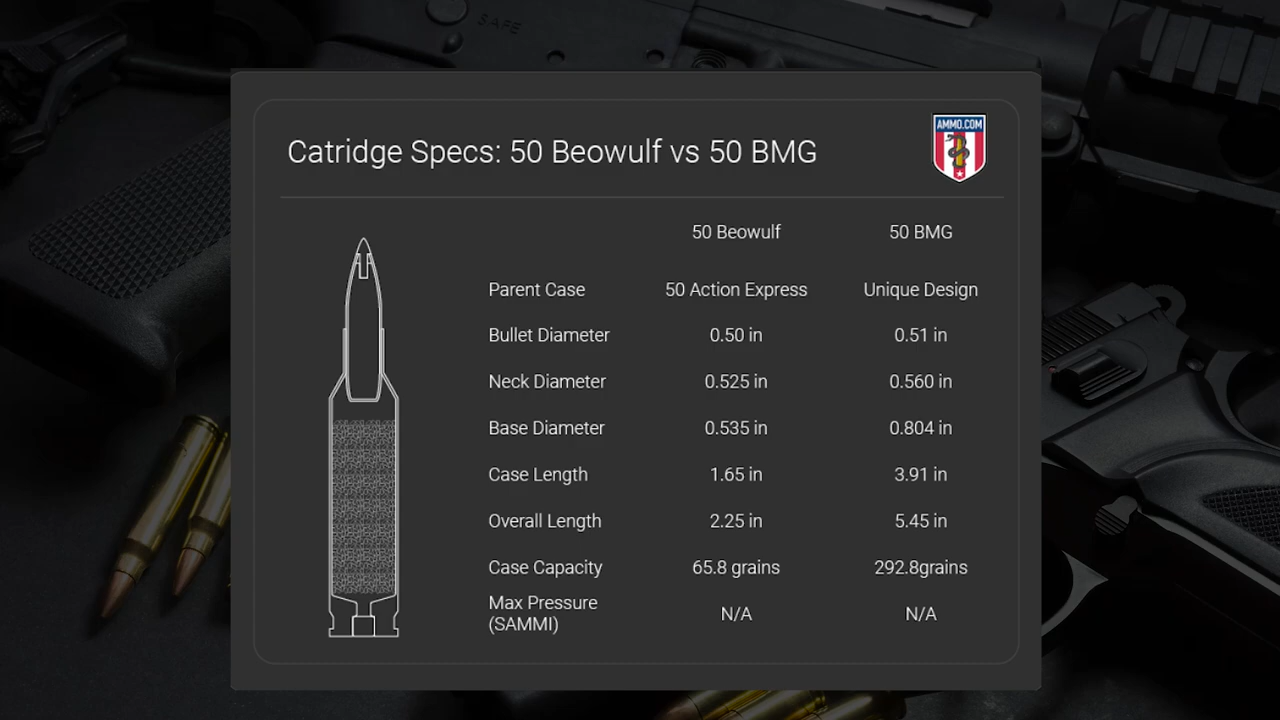 SAFE
Catridge Specs: 50 Beowulf vs 50 BMG
AMMO.COM
50 Beowulf 50 BMG
Parent Case 50 Action Express Unique Design
Bullet Diameter 0.50 in 0.51 in
Neck Diameter 0.525 in 0.560 in
Base Diameter 0.535 in 0.804 in
Case Length 1.65 in 3.91 in
Overall Length 2.25 in 5.45 in
Case Capacity 65.8 grains 292.8grains
Max Pressure
(SAMMI) N/A N/A